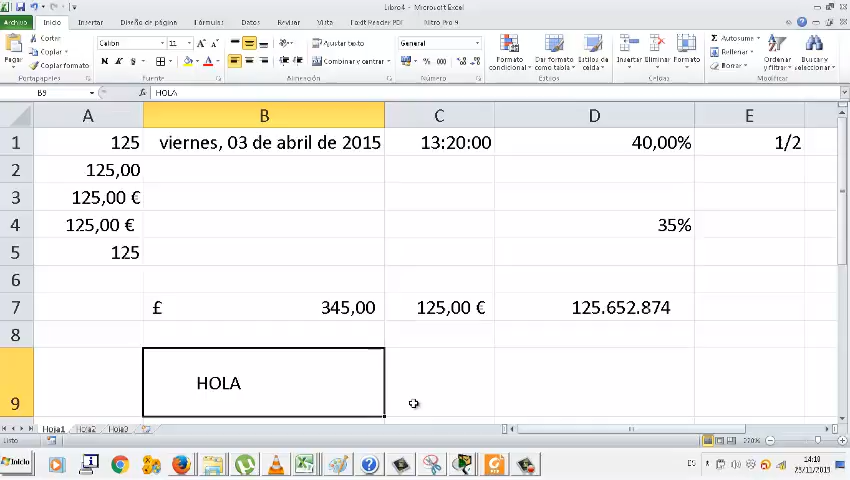 Libro4 - Microsoft Excel
Archivo Inicio Insertar Diseño de página Fórmulas Datos Revisar Vista Foxit Reader PDF Nitro Pro 9
Pegar
Cortar
Copiar
Copiar formato
Portapapeles
Calibri 11
N K S
Fuente
Ajustar texto
Combinar y centrar
Alineación
General
% 000
Número
Formato condicional
Dar formato como tabla
Estilos de celda
Estilos
Insertar Eliminar Formato
Celdas
Autosuma
Rellenar
Borrar
Ordenar y filtrar
Buscar y seleccionar
Modificar
B9 fx HOLA
A B C D E
1 125 viernes, 03 de abril de 2015 13:20:00 40,00% 1/2
2 125,00
3 125,00 €
4 125,00 € 35%
5 125
6
7 £ 345,00 125,00 € 125.652.874
8
9 HOLA
Hoja1 Hoja2 Hoja3
Listo 220%
Inicio ES 14:10